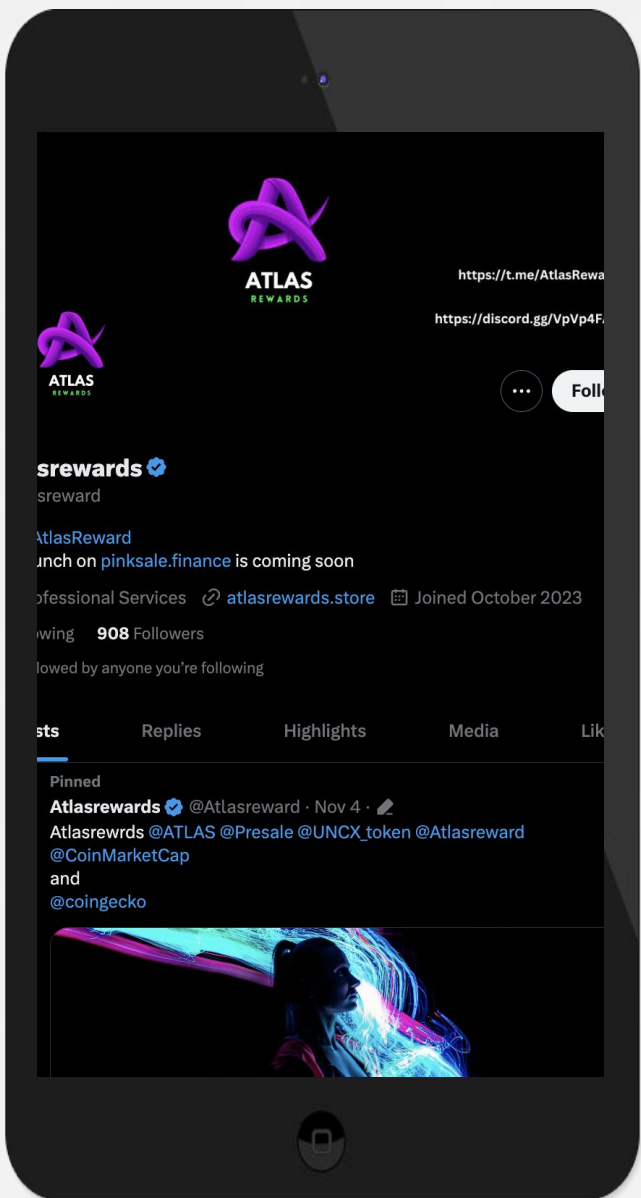 ATLAS
REWARDS
https://t.me/AtlasRewa
https://discord.gg/VpVp4F
ATLAS
REWARDS
Foll
srewards
sreward
AtlasReward
unch on pinksale.finance is coming soon
ofessional Services atlasrewards.store Joined October 2023
wing 908 Followers
lowed by anyone you're following
sts Replies Highlights Media Lik
Pinned
Atlasrewards @Atlasreward · Nov 4 ·
Atlasrewrds @ATLAS @Presale @UNCX_token @Atlasreward
@CoinMarketCap
and
@coingecko